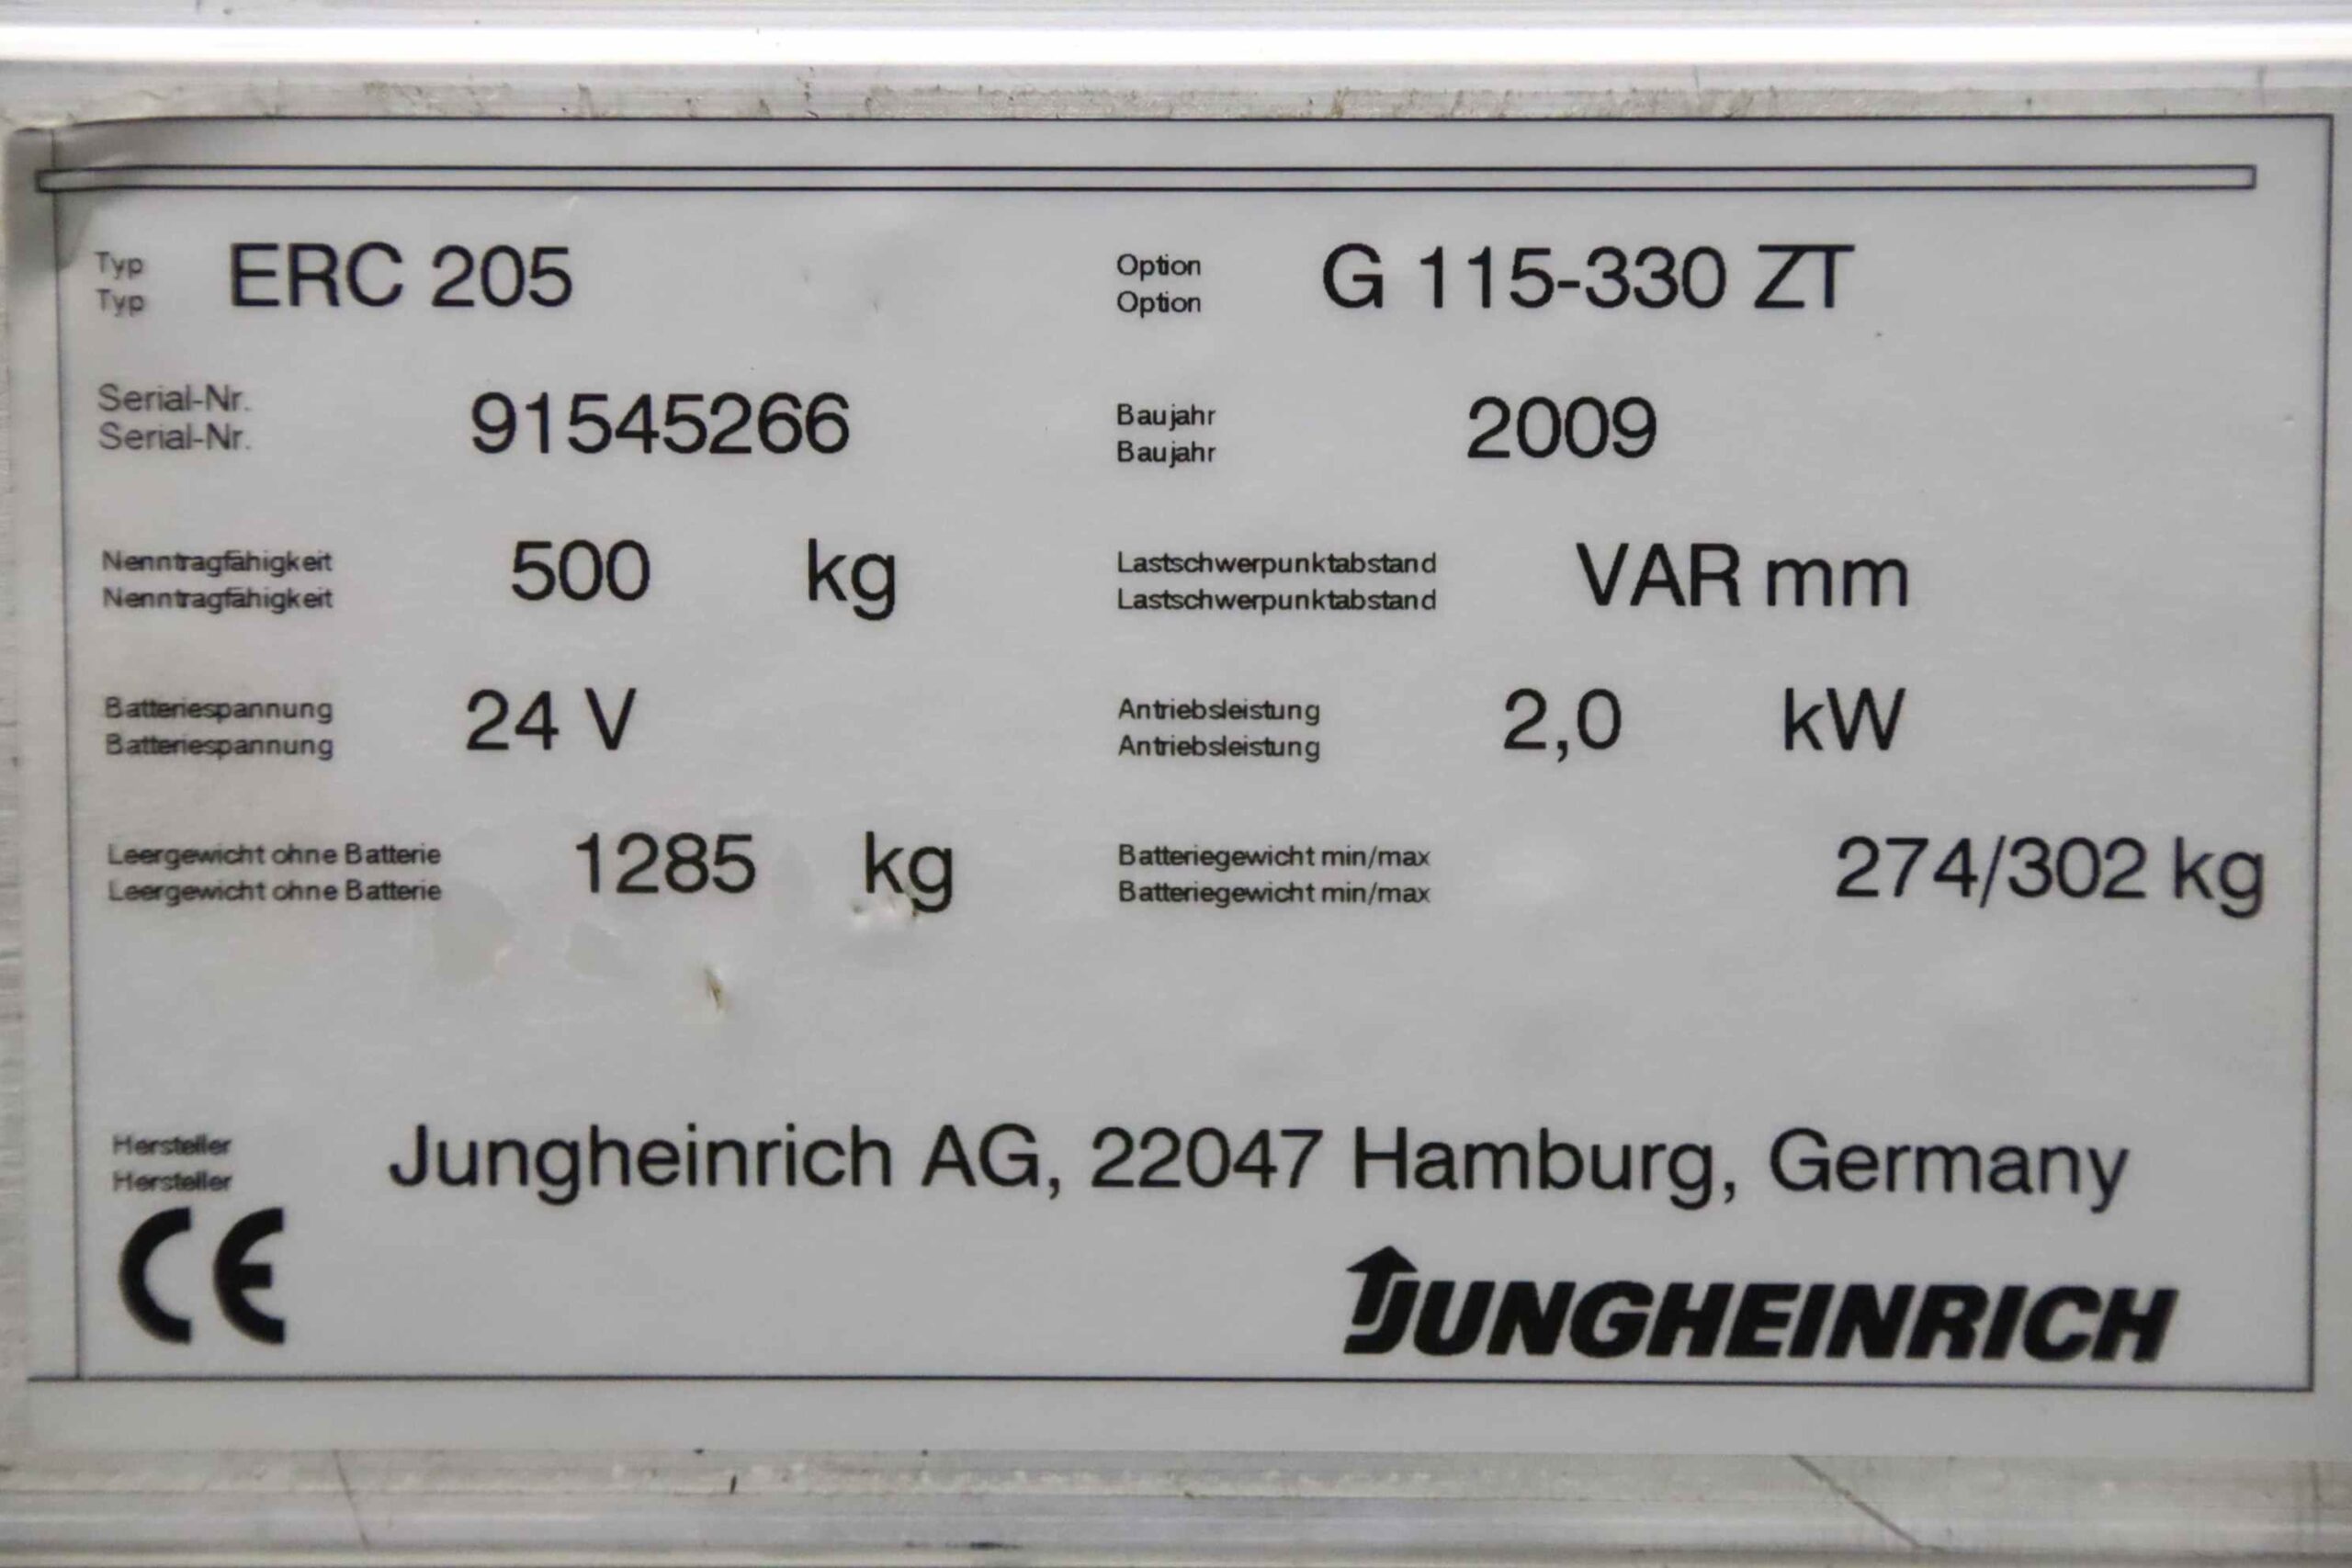 Typ ERC 205 Option G 115-330 ZT
Typ Option
Serial-Nr. 91545266 Baujahr 2009
Serial-Nr. Baujahr
Nenntragfähigkeit 500 kg Lastschwerpunktabstand VAR mm
Nenntragfähigkeit Lastschwerpunktabstand
Batteriespannung 24 V Antriebsleistung 2,0 kW
Batteriespannung Antriebsleistung
Leergewicht ohne Batterie 1285 kg Batteriegewicht min/max 274/302 kg
Leergewicht ohne Batterie Batteriegewicht min/max
Hersteller Jungheinrich AG, 22047 Hamburg, Germany
Hersteller
CE JUNGHEINRICH